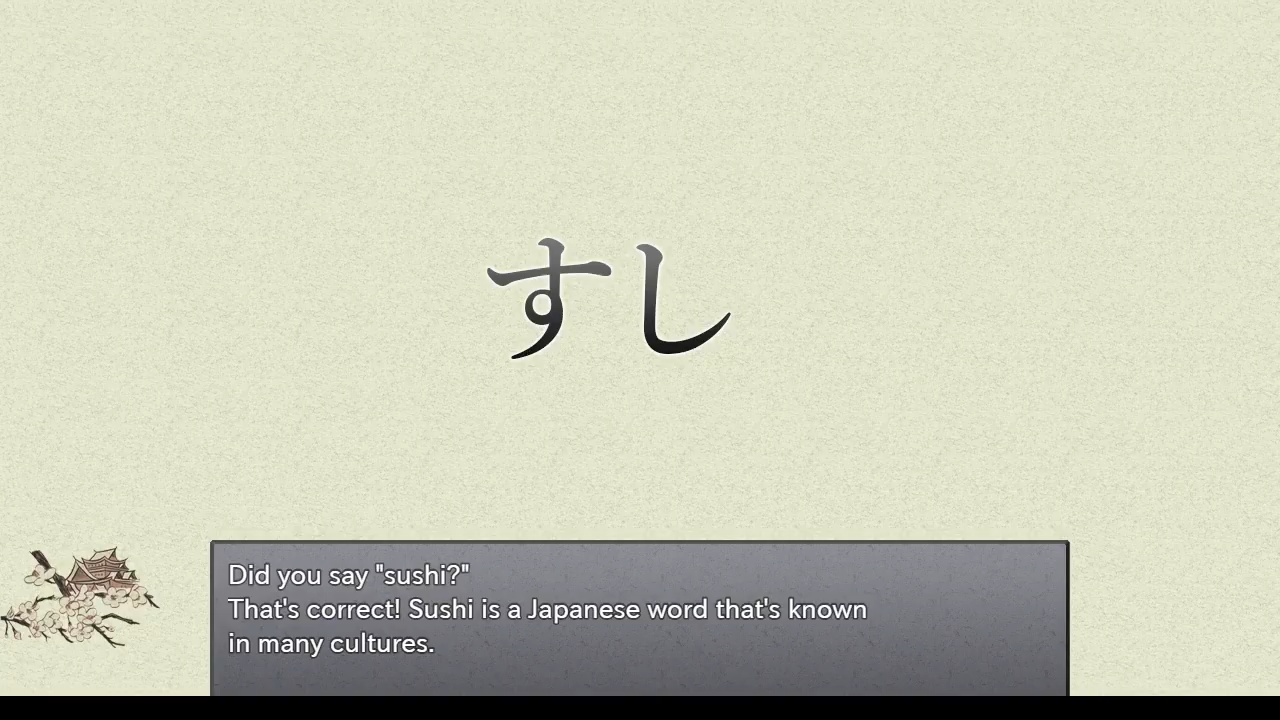 すし
Did you say "sushi?"
That's correct! Sushi is a Japanese word that's known
in many cultures.